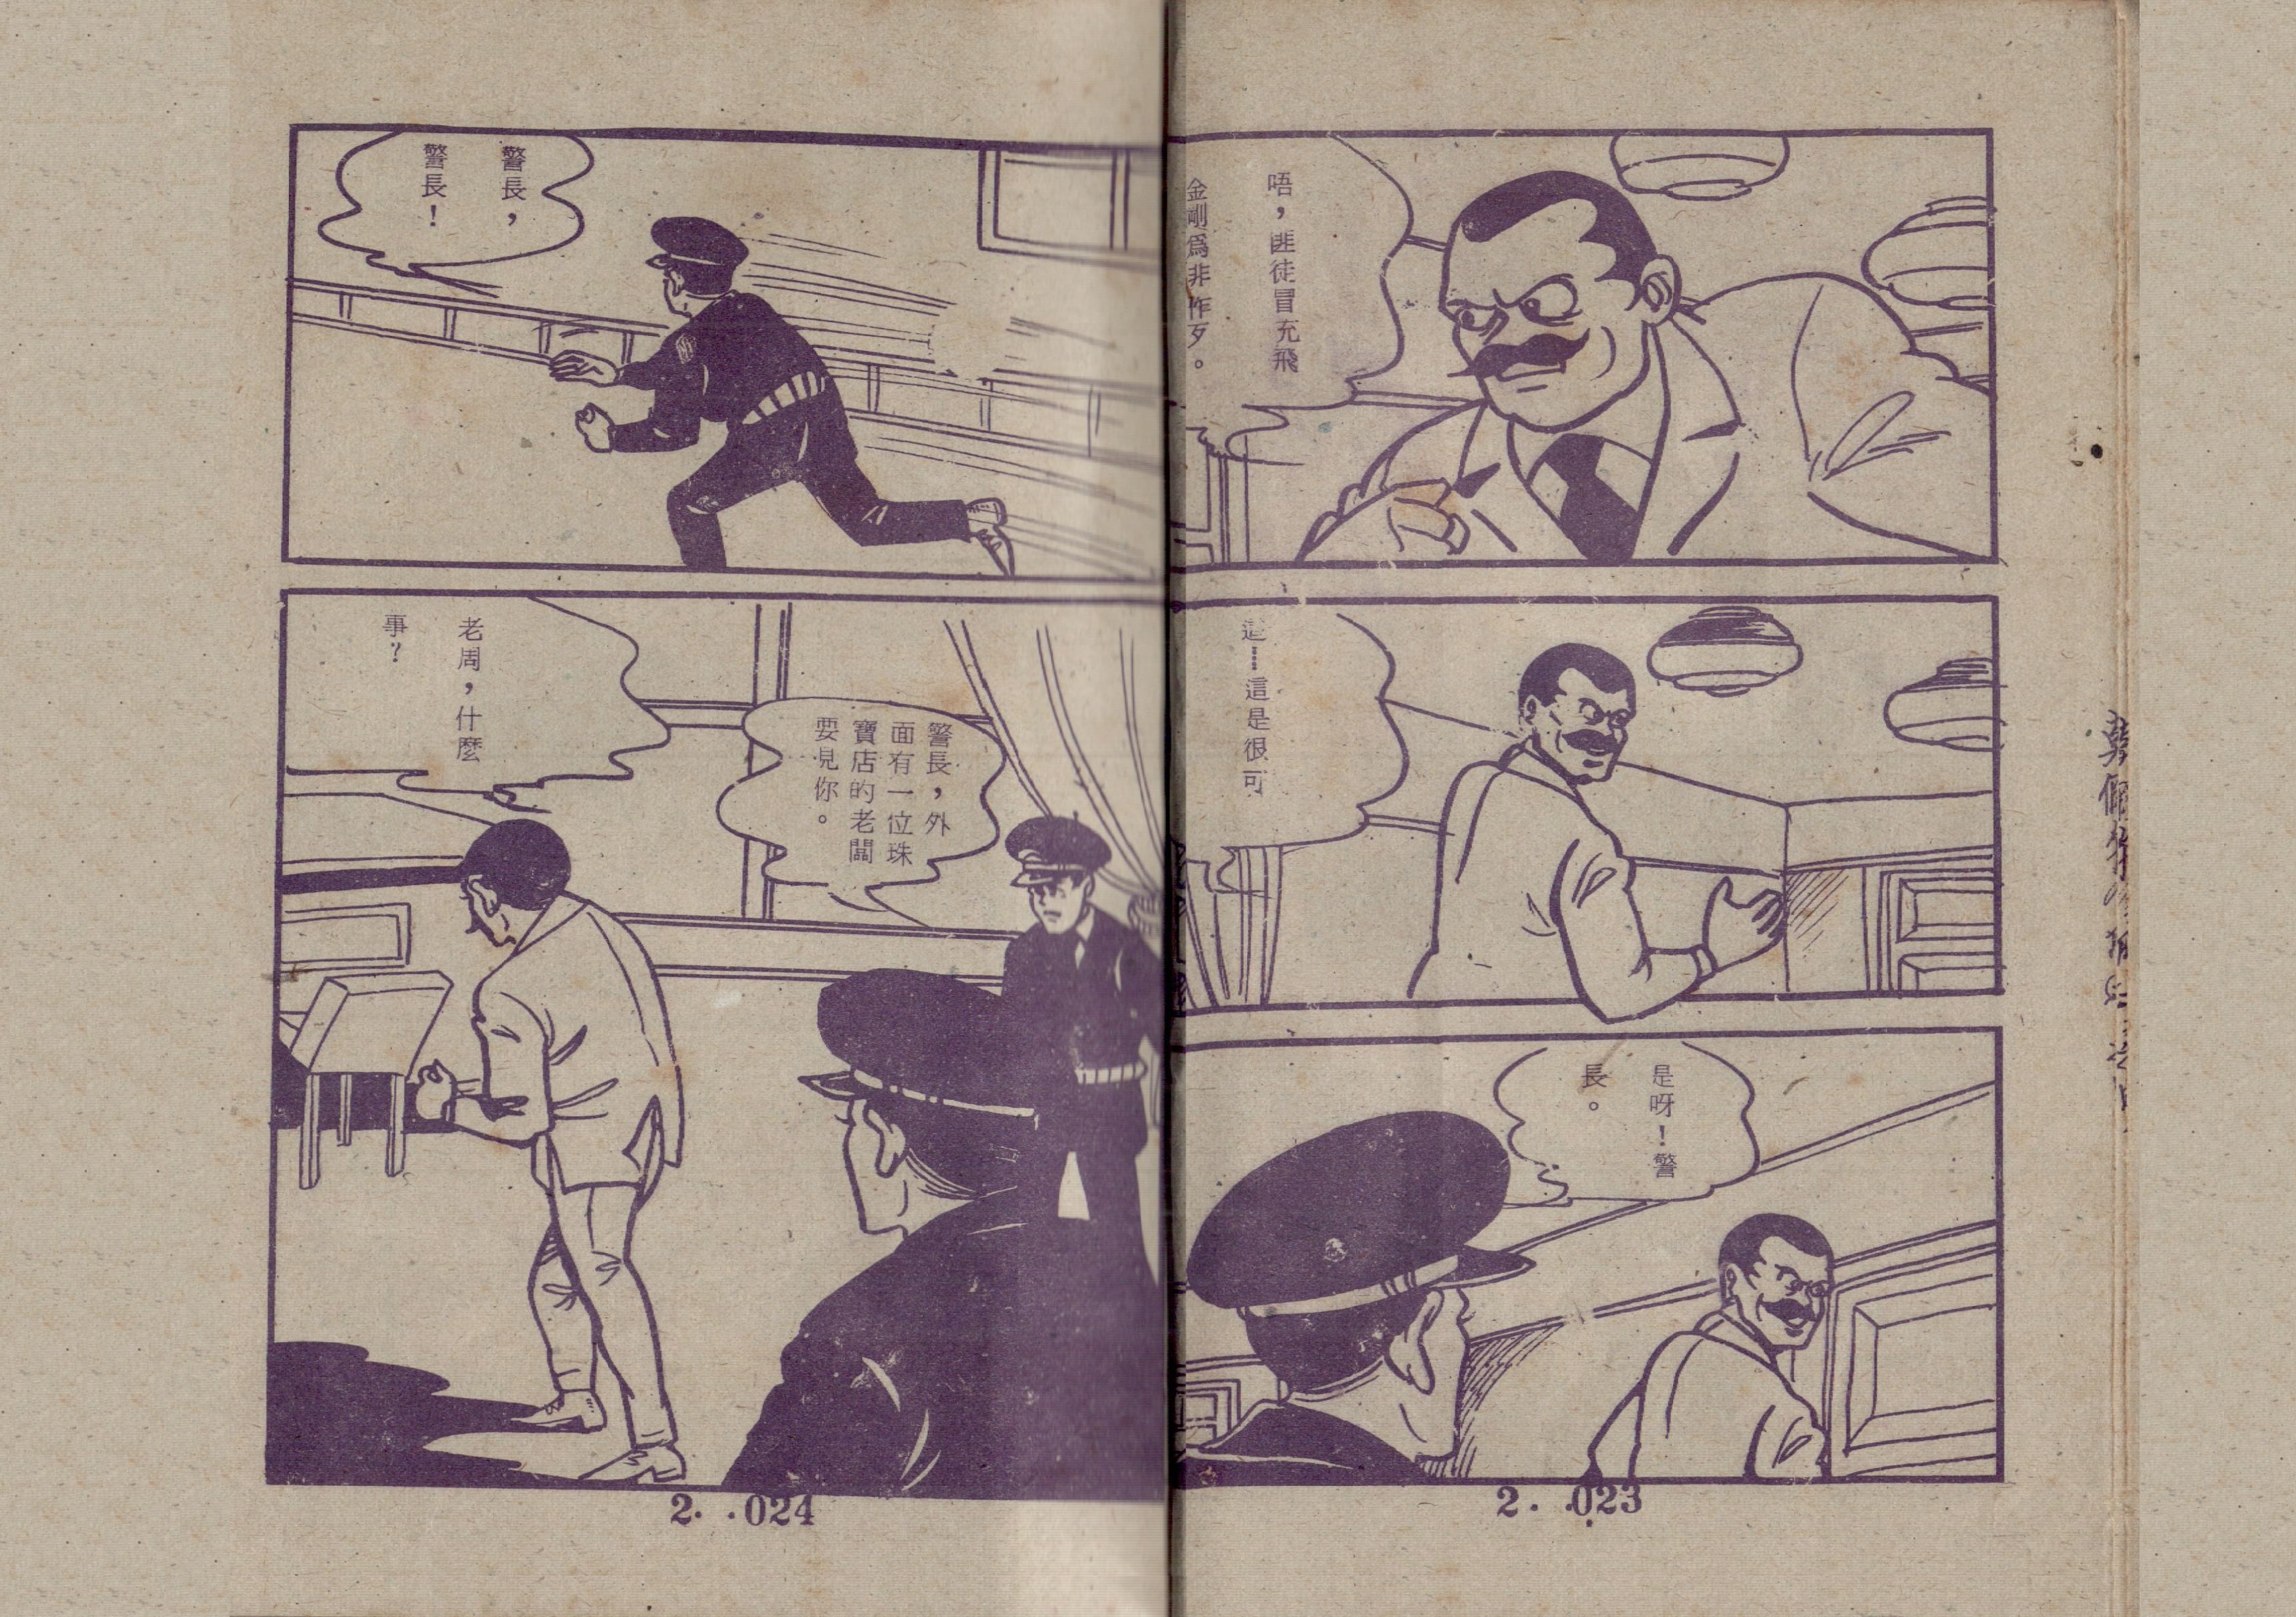 唔，匪徒冒充飛
金剛爲非作歹。
這⋯這是很可
是呀！警
長。
2. .023
警長，
警長！
老周，什麼
事？
警長，外
面有一位珠
寶店的老闆
要見你。
2. .024